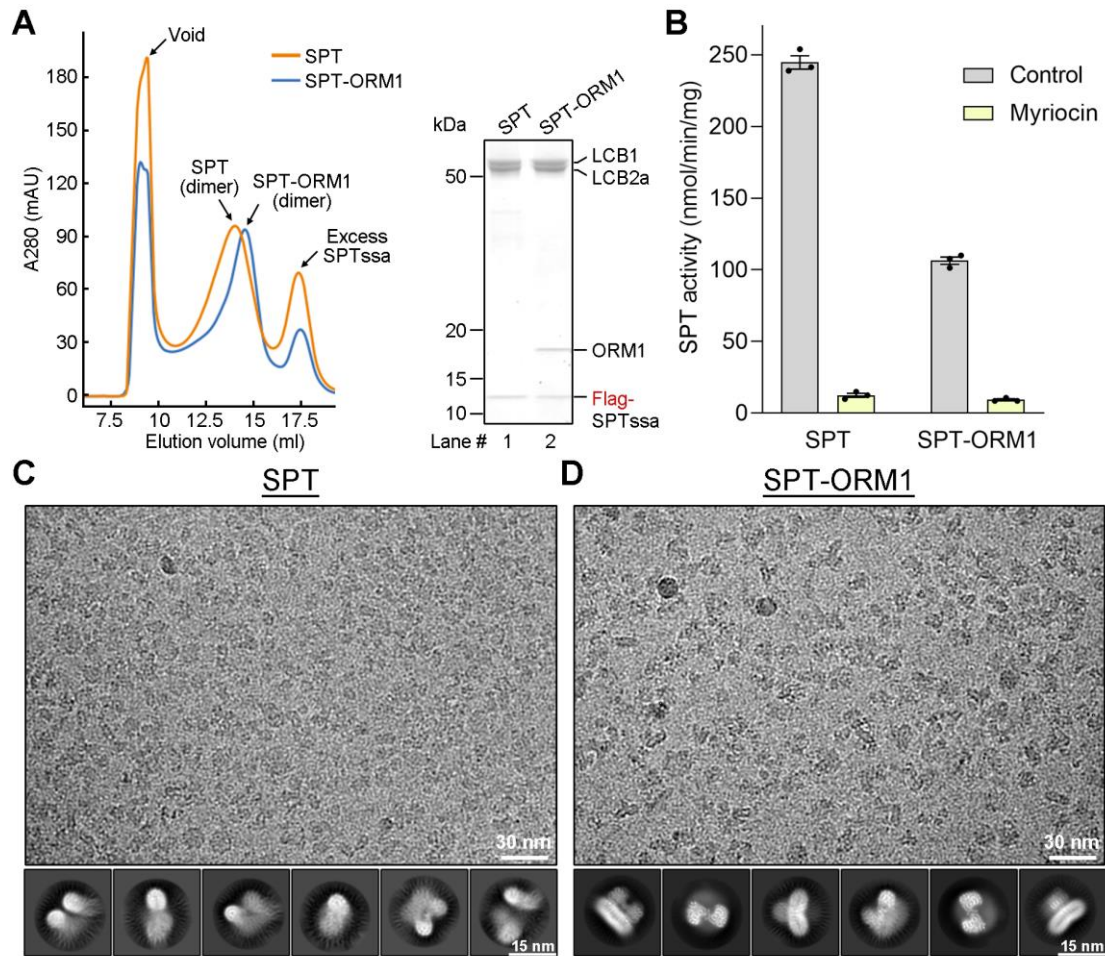 A
180
150
120
90
60
30
0
A280 (mAU)
7.5
10
12.5
15
17.5
Elution volume (ml)
Void
SPT
SPT-ORM1
SPT
(dimer)
SPT-ORM1
(dimer)
Excess
SPTssa
kDa
SPT
SPT-ORM1
50
20
15
10
LCB1
LCB2a
ORM1
Flag-
SPTssa
Lane # 1 2
B
SPT activity (nmol/min/mg)
250
200
150
100
50
0
Control
Myriocin
SPT
SPT-ORM1
C
SPT
30 nm
15 nm
D
SPT-ORM1
30 nm
15 nm